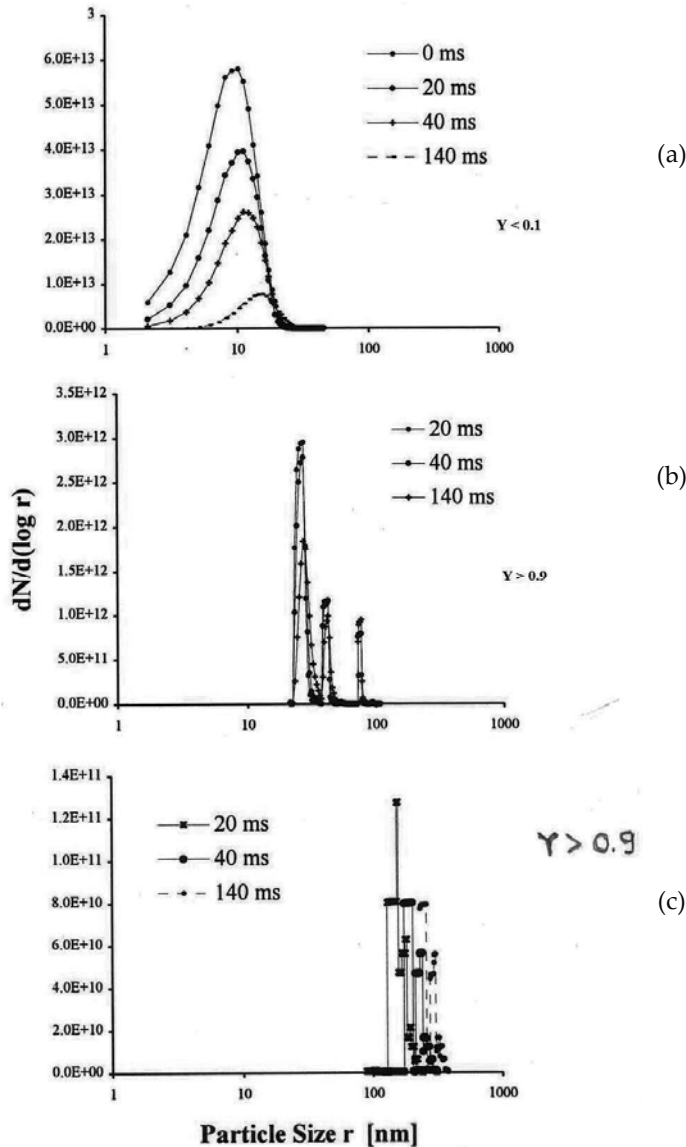 3
6.0E+13
5.0E+13
4.0E+13
3.0E+13
2.0E+13
1.0E+13
0.0E+00
1
10
100
1000
0 ms
20 ms
40 ms
140 ms
Y < 0.1
(a)
3.5E+12
3.0E+12
2.5E+12
2.0E+12
1.5E+12
1.0E+12
5.0E+11
0.0E+00
1
10
100
1000
20 ms
40 ms
140 ms
Y > 0.9
(b)
dN/d(log r)
1.4E+11
1.2E+11
1.0E+11
8.0E+10
6.0E+10
4.0E+10
2.0E+10
0.0E+00
1
10
100
1000
20 ms
40 ms
140 ms
Y > 0.9
(c)
Particle Size r [nm]